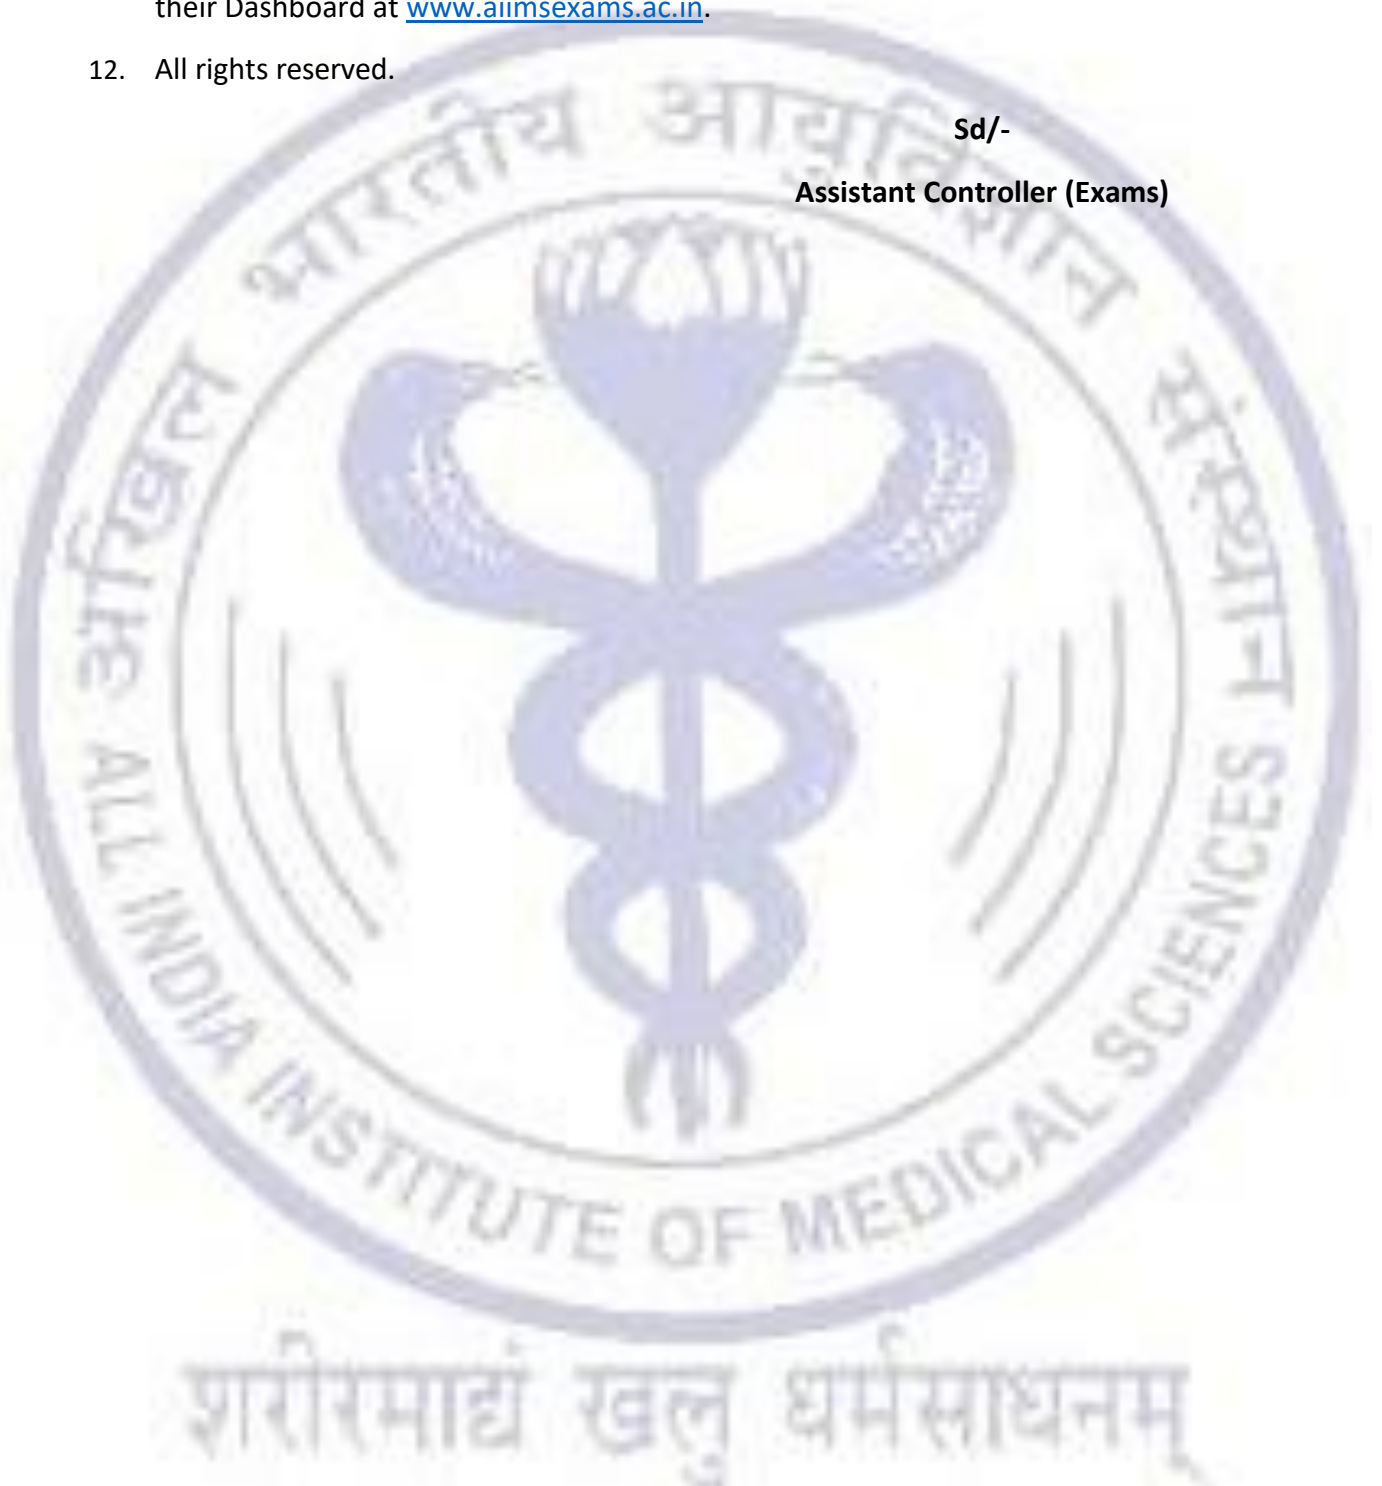 their Dashboard at www.aiimsexams.ac.in.
12. All rights reserved.
Sd/-
Assistant Controller (Exams)
अखिल भारतीय आयुर्विज्ञान संस्थान
ALL INDIA INSTITUTE OF MEDICAL SCIENCES
शरीरमाद्यं खलु धर्मसाधनम्